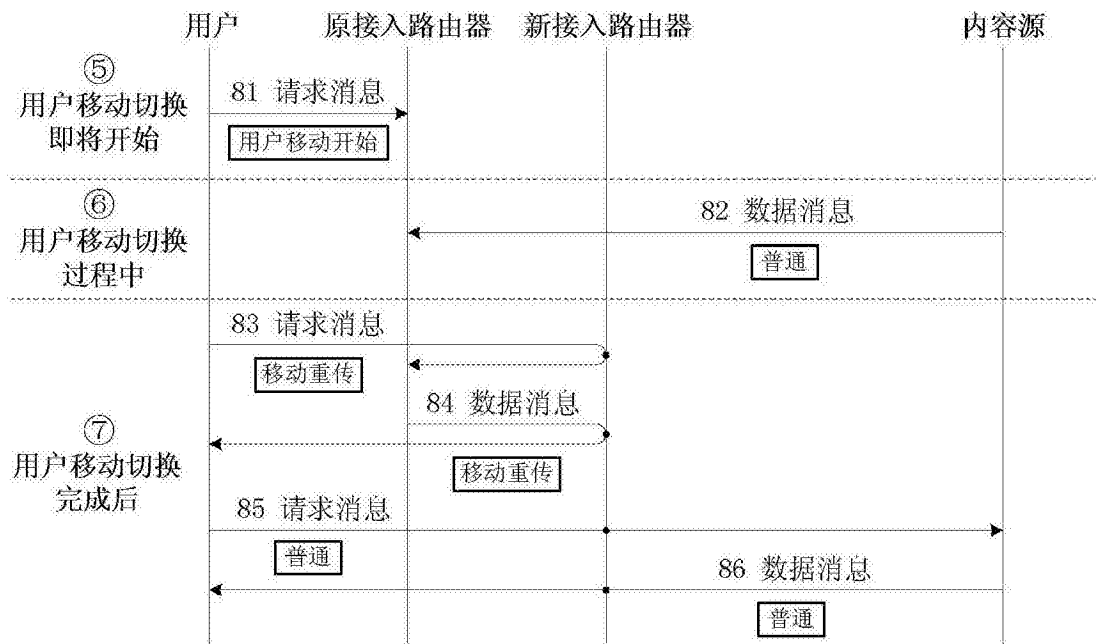 用户 原接入路由器 新接入路由器 内容源
⑤
用户移动切换
即将开始
81 请求消息
用户移动开始
⑥
用户移动切换
过程中
82 数据消息
普通
83 请求消息
移动重传
84 数据消息
移动重传
⑦
用户移动切换
完成后
85 请求消息
普通
86 数据消息
普通